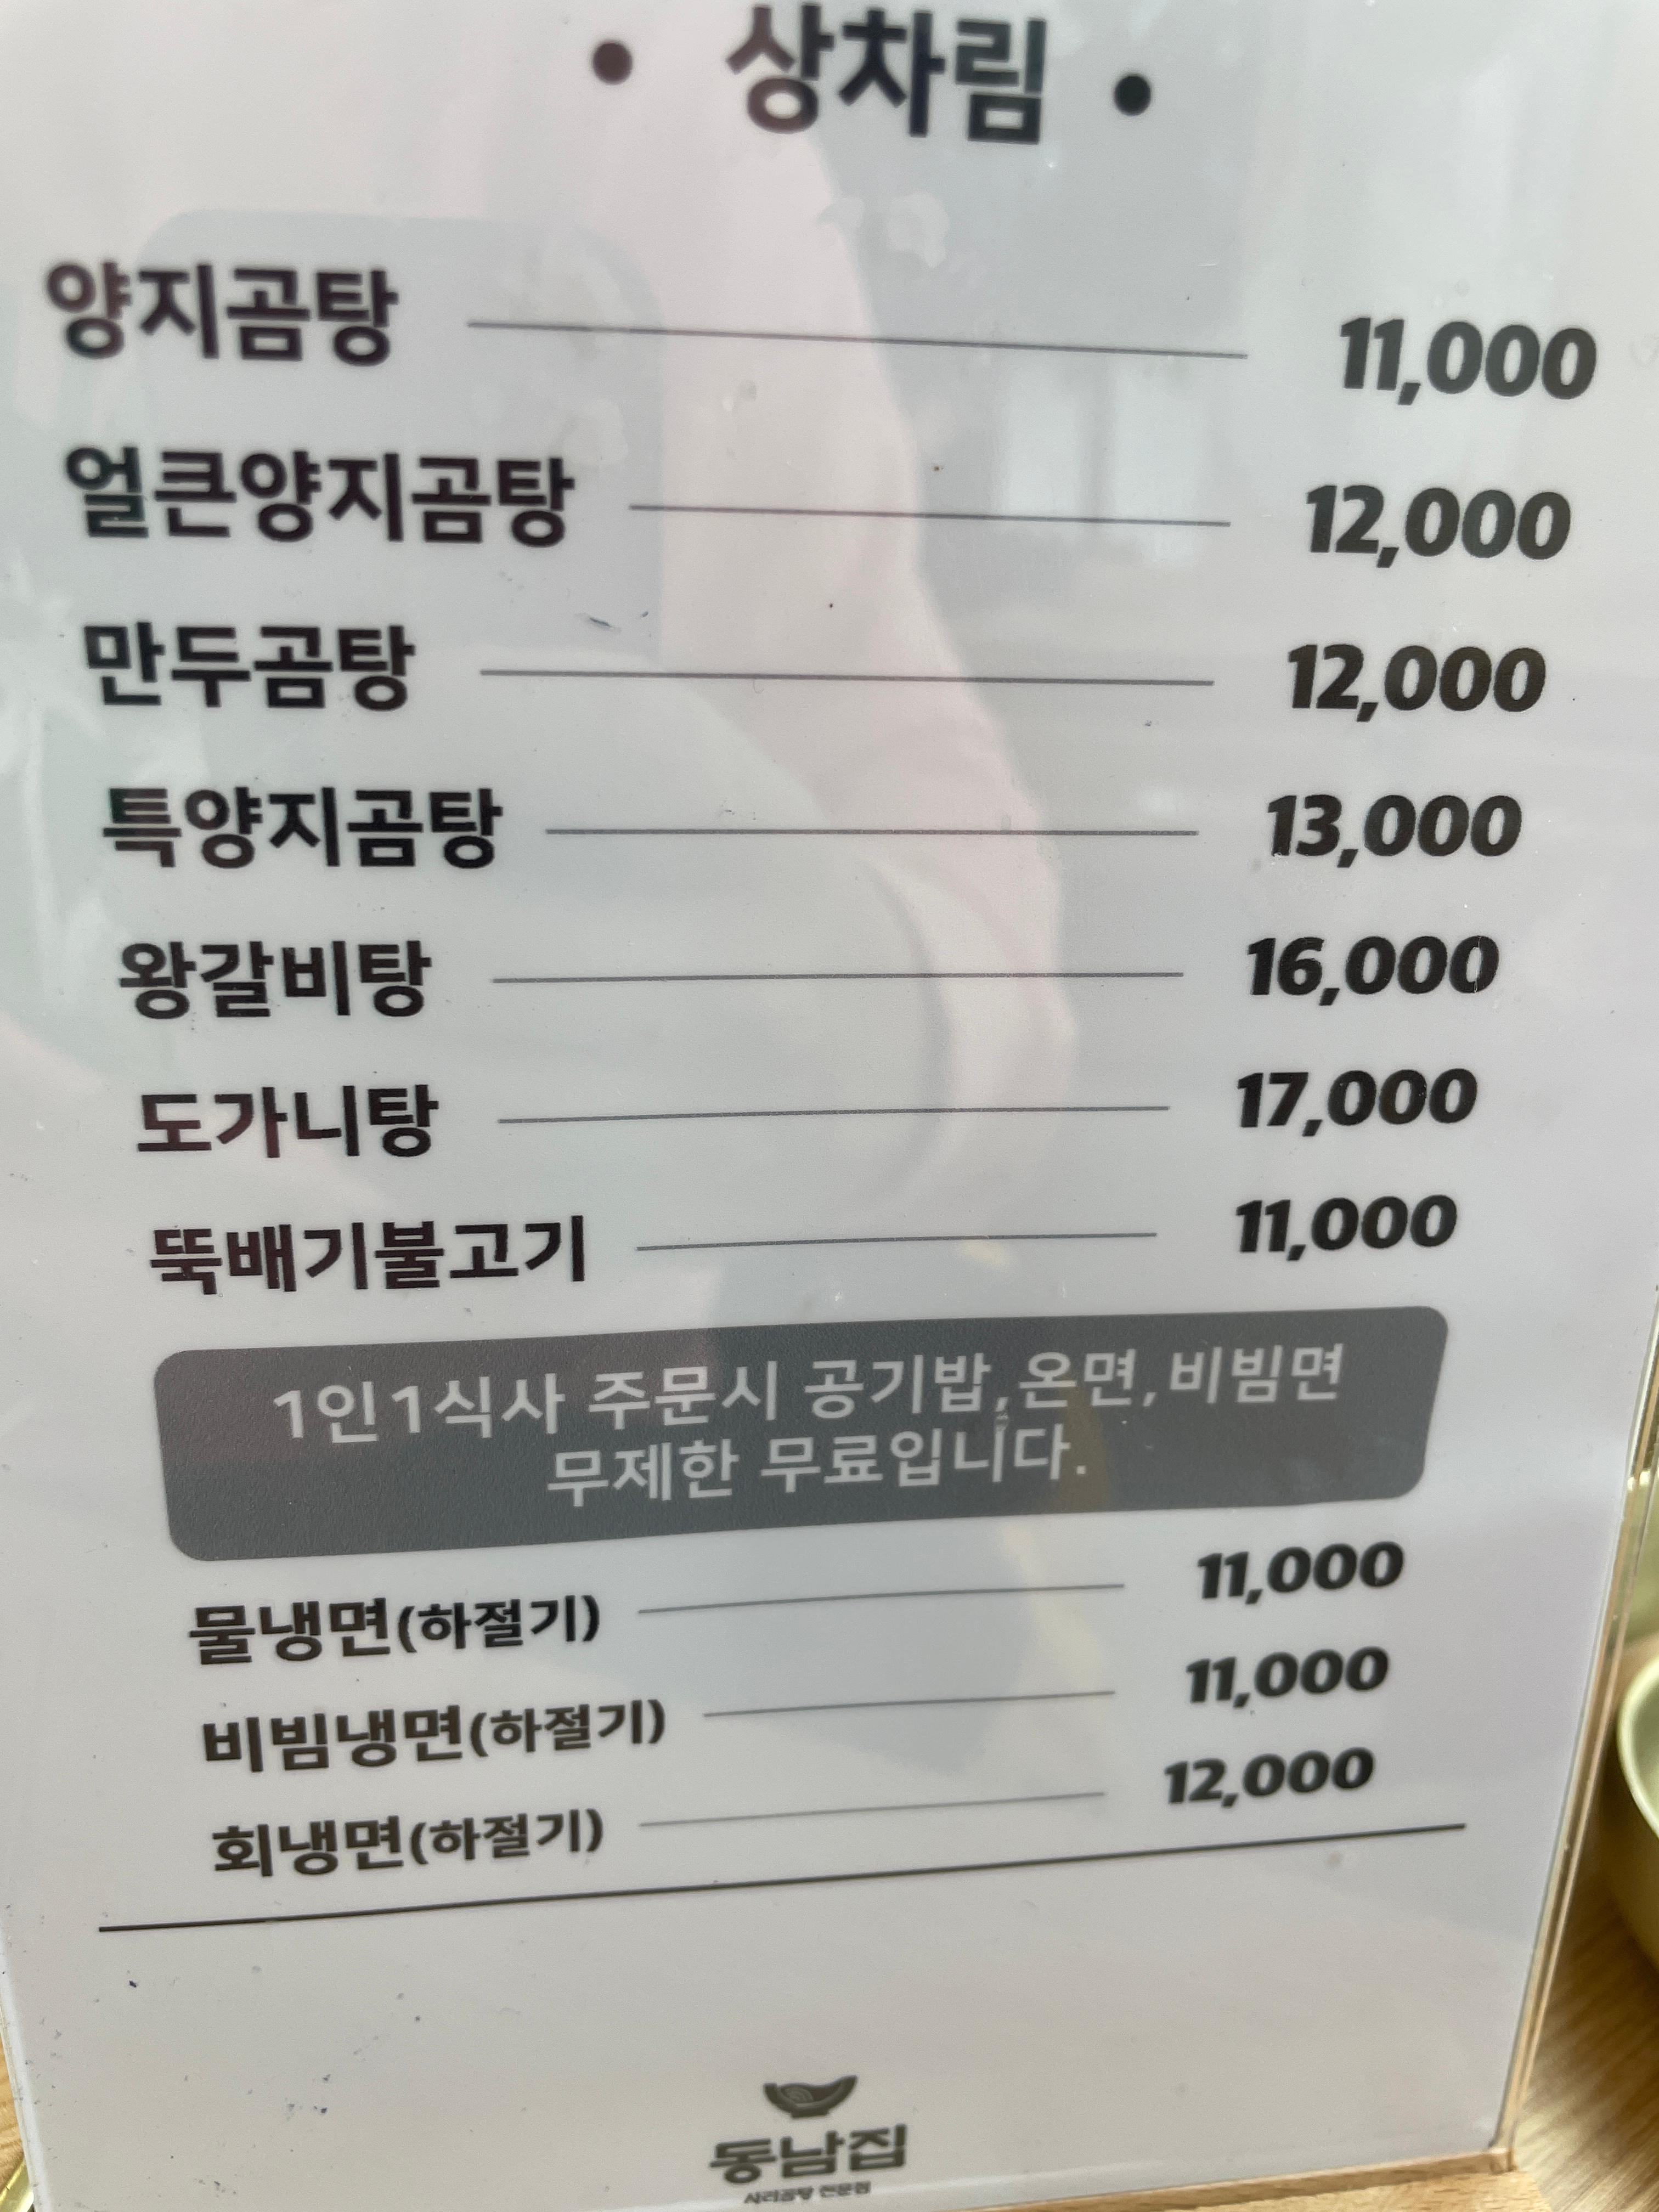 • 상차림 •
양지곰탕 11,000
얼큰양지곰탕 12,000
만두곰탕 12,000
특양지곰탕 13,000
왕갈비탕 16,000
도가니탕 17,000
뚝배기불고기 11,000
1인1식사 주문시 공기밥,온면,비빔면
무제한 무료입니다.
물냉면(하절기) 11,000
비빔냉면(하절기) 11,000
회냉면(하절기) 12,000
동남집
전문점